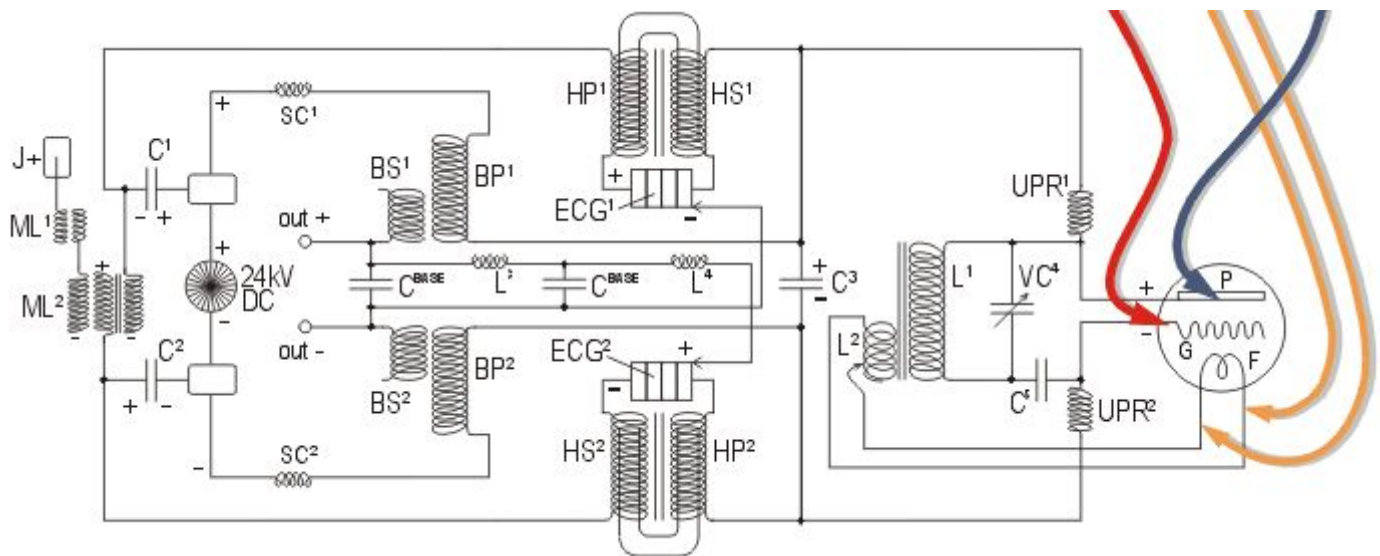 HP¹
HS¹
+
SC¹
J+
C¹
- +
BS¹
BP¹
+
ECG¹
-
UPR¹
ML¹
out +
+
24kV
DC
-
+
ML²
- -
C^BASE
L³
C^BASE
L⁴
+
C³
-
L¹
VC⁴
+
P
-
G
F
L²
C²
+ -
out -
BS²
BP²
ECG²
+
-
C⁵
UPR²
-
SC²
HS²
HP²